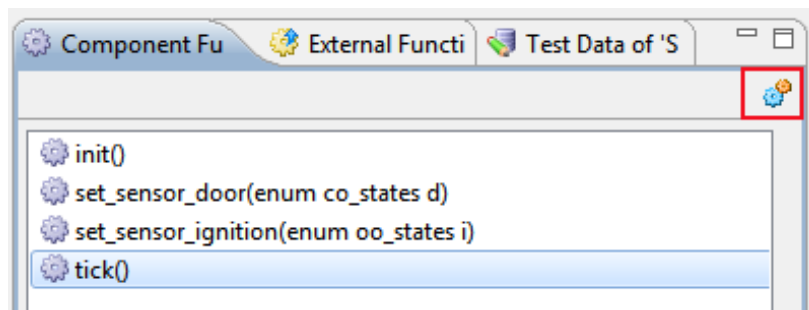 Component Fu External Functi Test Data of 'S
init()
set_sensor_door(enum co_states d)
set_sensor_ignition(enum oo_states i)
tick()